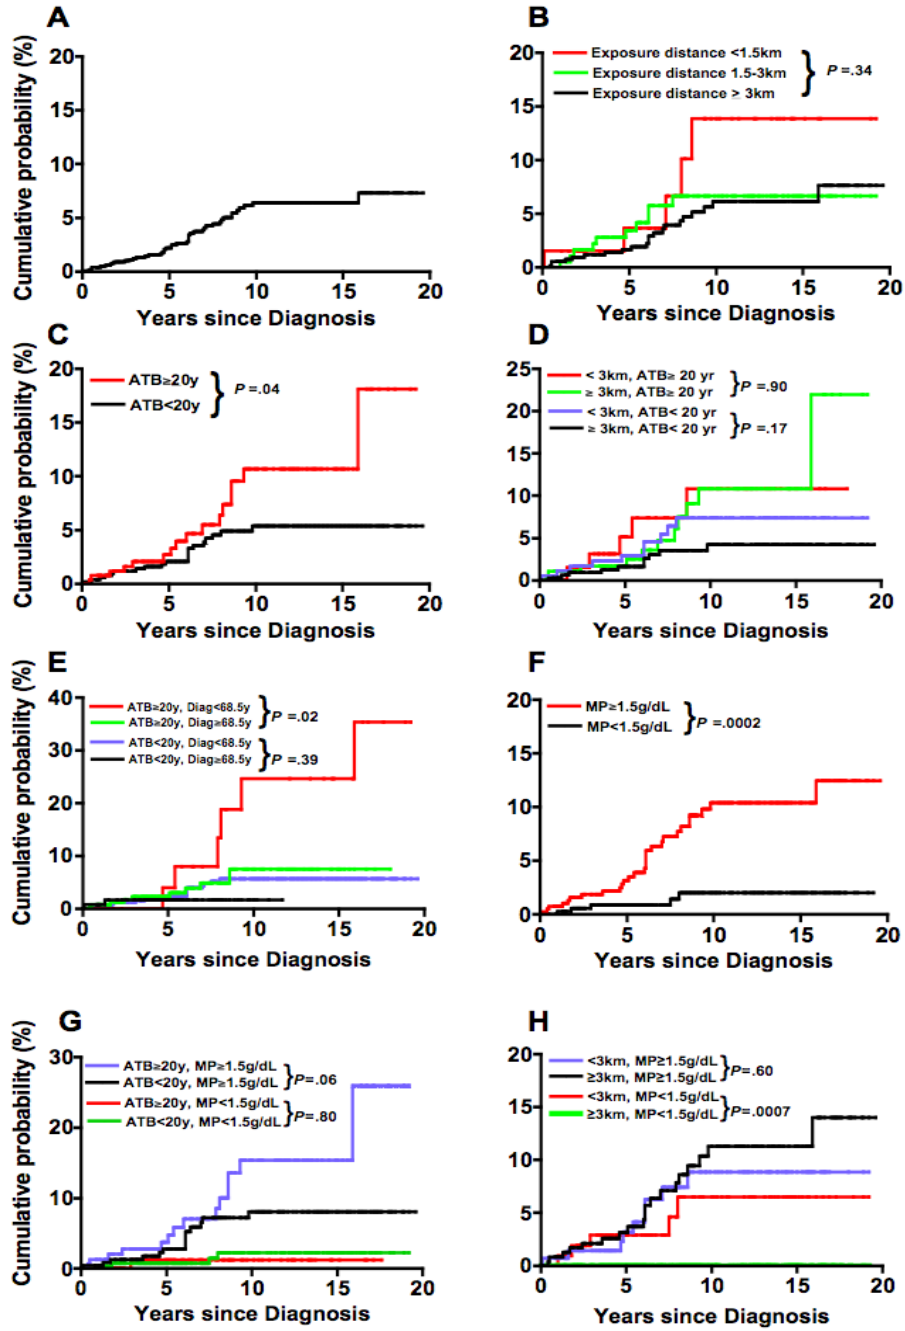 A
Cumulative probability (%)
20
15
10
5
0
0 5 10 15 20
Years since Diagnosis
B
20
15
10
5
0
Exposure distance <1.5km
Exposure distance 1.5-3km
Exposure distance ≥ 3km
} P =.34
0 5 10 15 20
Years since Diagnosis
C
Cumulative probability (%)
20
15
10
5
0
ATB≥20y
ATB<20y
} P =.04
0 5 10 15 20
Years since Diagnosis
D
25
20
15
10
5
0
< 3km, ATB≥ 20 yr
≥ 3km, ATB≥ 20 yr
} P =.90
< 3km, ATB< 20 yr
≥ 3km, ATB< 20 yr
} P =.17
0 5 10 15 20
Years since Diagnosis
E
Cumulative probability (%)
40
30
20
10
0
ATB≥20y, Diag<68.5y
ATB≥20y, Diag≥68.5y
} P =.02
ATB<20y, Diag<68.5y
ATB<20y, Diag≥68.5y
} P =.39
0 5 10 15 20
Years since Diagnosis
F
20
15
10
5
0
MP≥1.5g/dL
MP<1.5g/dL
} P =.0002
0 5 10 15 20
Years since Diagnosis
G
Cumulative probability (%)
30
20
10
0
ATB≥20y, MP≥1.5g/dL
ATB<20y, MP≥1.5g/dL
} P=.06
ATB≥20y, MP<1.5g/dL
ATB<20y, MP<1.5g/dL
} P=.80
0 5 10 15 20
Years since Diagnosis
H
20
15
10
5
0
<3km, MP≥1.5g/dL
≥3km, MP≥1.5g/dL
} P=.60
<3km, MP<1.5g/dL
≥3km, MP<1.5g/dL
} P=.0007
0 5 10 15 20
Years since Diagnosis